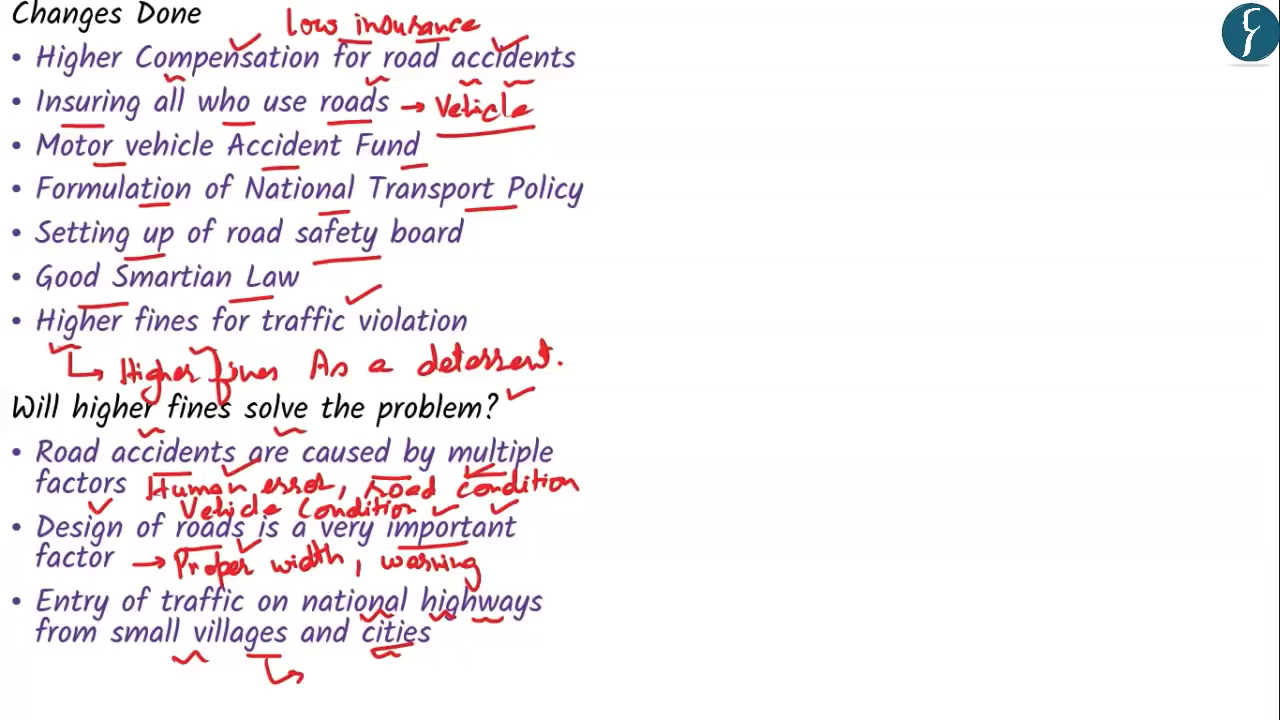 Changes Done
Low insurance
• Higher Compensation for road accidents
• Insuring all who use roads → Vehicle
• Motor vehicle Accident Fund
• Formulation of National Transport Policy
• Setting up of road safety board
• Good Smartian Law
• Higher fines for traffic violation
Higher fines As a deterrent.
Will higher fines solve the problem?
• Road accidents are caused by multiple
factors Human error, road condition
Vehicle Condition
• Design of roads is a very important
factor → Proper width, warning
• Entry of traffic on national highways
from small villages and cities